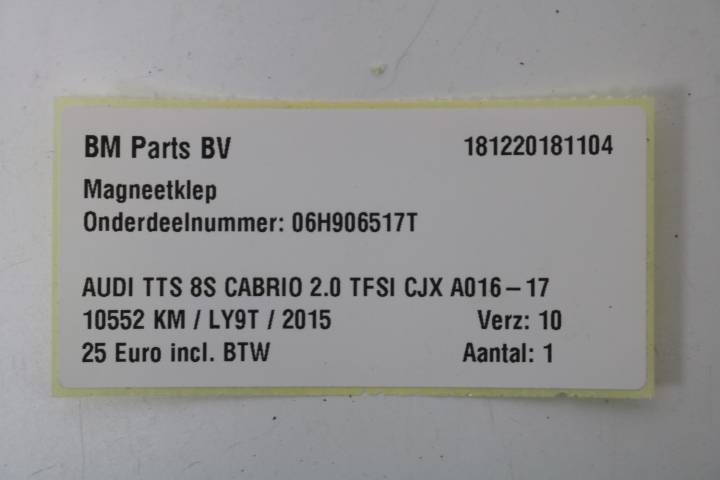 BM Parts BV 181220181104
Magneetklep
Onderdeelnummer: 06H906517T
AUDI TTS 8S CABRIO 2.0 TFSI CJX A016-17
10552 KM / LY9T / 2015 Verz: 10
25 Euro incl. BTW Aantal: 1